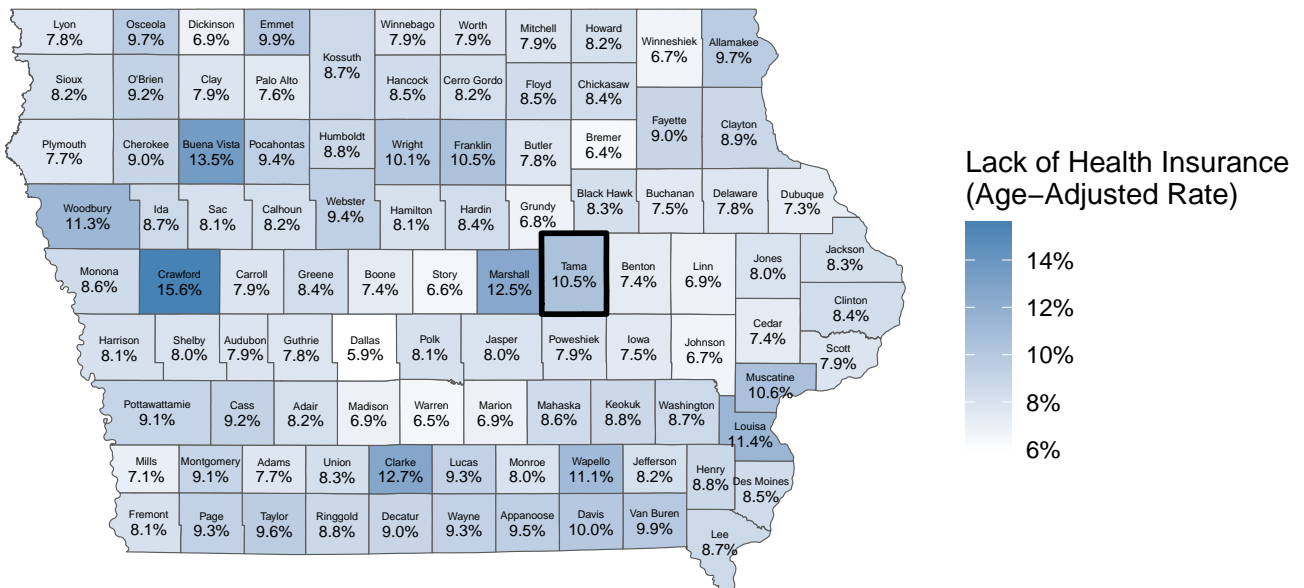 Lyon
7.8%
Osceola
9.7%
Dickinson
6.9%
Emmet
9.9%
Kossuth
8.7%
Winnebago
7.9%
Worth
7.9%
Mitchell
7.9%
Howard
8.2%
Winneshiek
6.7%
Allamakee
9.7%
Sioux
8.2%
O'Brien
9.2%
Clay
7.9%
Palo Alto
7.6%
Hancock
8.5%
Cerro Gordo
8.2%
Floyd
8.5%
Chickasaw
8.4%
Fayette
9.0%
Clayton
8.9%
Plymouth
7.7%
Cherokee
9.0%
Buena Vista
13.5%
Pocahontas
9.4%
Humboldt
8.8%
Wright
10.1%
Franklin
10.5%
Butler
7.8%
Bremer
6.4%
Woodbury
11.3%
Ida
8.7%
Sac
8.1%
Calhoun
8.2%
Webster
9.4%
Hamilton
8.1%
Hardin
8.4%
Grundy
6.8%
Black Hawk
8.3%
Buchanan
7.5%
Delaware
7.8%
Dubuque
7.3%
Monona
8.6%
Crawford
15.6%
Carroll
7.9%
Greene
8.4%
Boone
7.4%
Story
6.6%
Marshall
12.5%
Tama
10.5%
Benton
7.4%
Linn
6.9%
Jones
8.0%
Jackson
8.3%
Clinton
8.4%
Cedar
7.4%
Scott
7.9%
Harrison
8.1%
Shelby
8.0%
Audubon
7.9%
Guthrie
7.8%
Dallas
5.9%
Polk
8.1%
Jasper
8.0%
Poweshiek
7.9%
Iowa
7.5%
Johnson
6.7%
Muscatine
10.6%
Pottawattamie
9.1%
Cass
9.2%
Adair
8.2%
Madison
6.9%
Warren
6.5%
Marion
6.9%
Mahaska
8.6%
Keokuk
8.8%
Washington
8.7%
Louisa
11.4%
Mills
7.1%
Montgomery
9.1%
Adams
7.7%
Union
8.3%
Clarke
12.7%
Lucas
9.3%
Monroe
8.0%
Wapello
11.1%
Jefferson
8.2%
Henry
8.8%
Des Moines
8.5%
Fremont
8.1%
Page
9.3%
Taylor
9.6%
Ringgold
8.8%
Decatur
9.0%
Wayne
9.3%
Appanoose
9.5%
Davis
10.0%
Van Buren
9.9%
Lee
8.7%
Lack of Health Insurance
(Age−Adjusted Rate)
14%
12%
10%
8%
6%